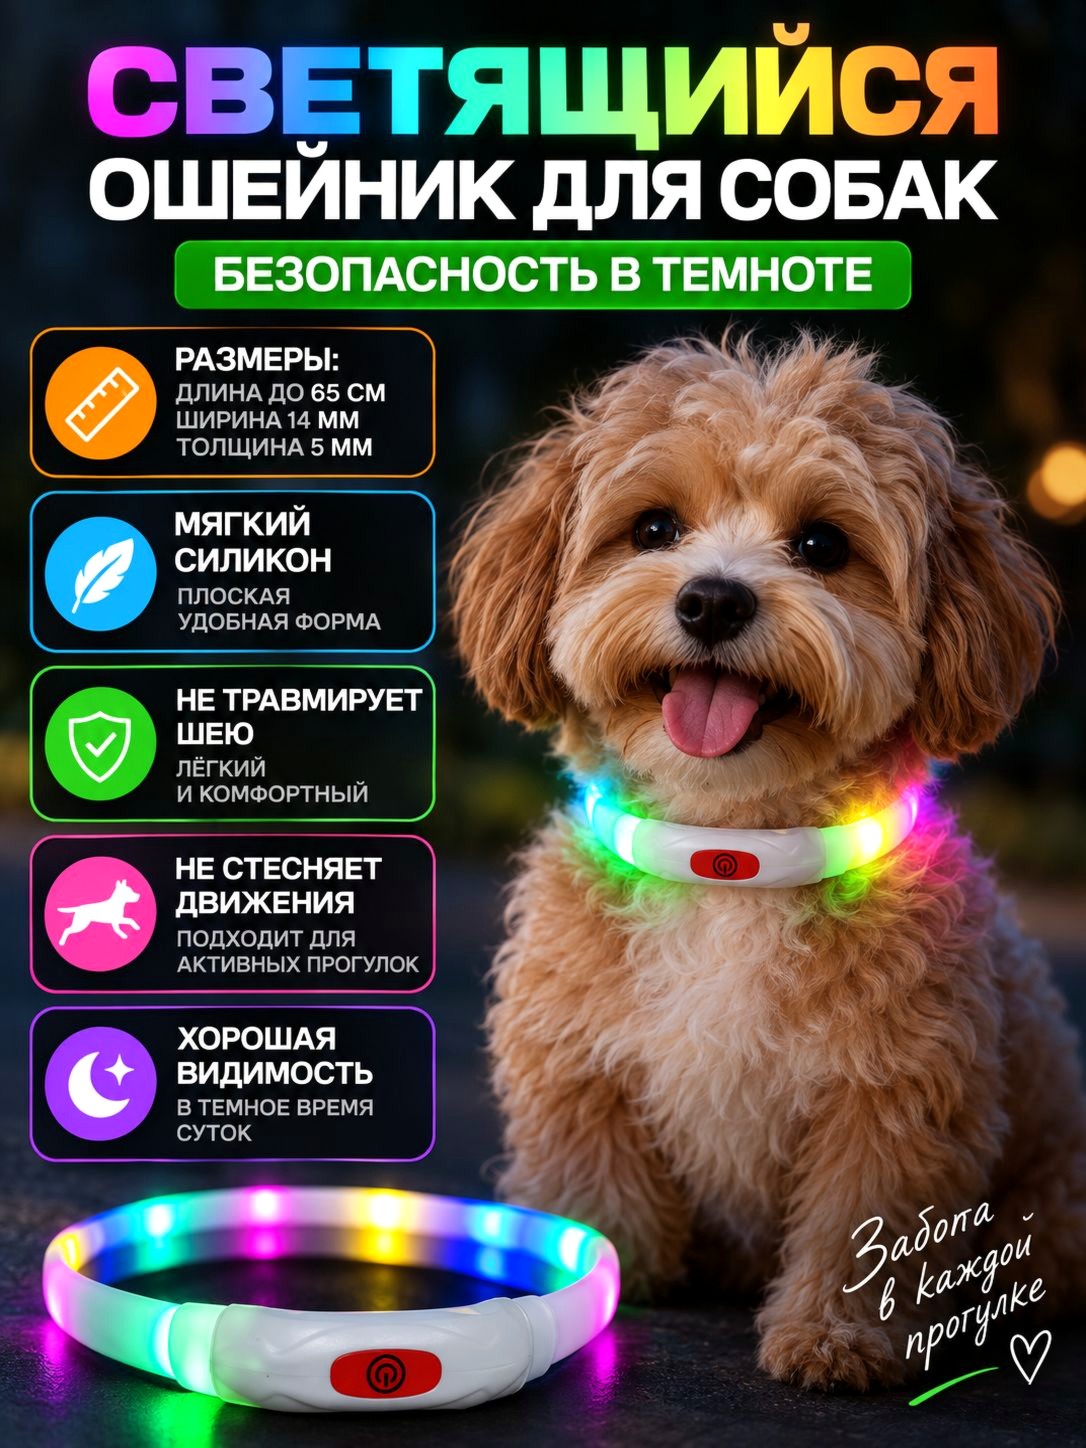 СВЕТЯЩИЙСЯ
ОШЕЙНИК ДЛЯ СОБАК
БЕЗОПАСНОСТЬ В ТЕМНОТЕ
РАЗМЕРЫ:
ДЛИНА ДО 65 СМ
ШИРИНА 14 ММ
ТОЛЩИНА 5 ММ
МЯГКИЙ
СИЛИКОН
ПЛОСКАЯ
УДОБНАЯ ФОРМА
НЕ ТРАВМИРУЕТ
ШЕЮ
ЛЁГКИЙ
И КОМФОРТНЫЙ
НЕ СТЕСНЯЕТ
ДВИЖЕНИЯ
ПОДХОДИТ ДЛЯ
АКТИВНЫХ ПРОГУЛОК
ХОРОШАЯ
ВИДИМОСТЬ
В ТЕМНОЕ ВРЕМЯ
СУТОК
Забота
в каждой
прогулке